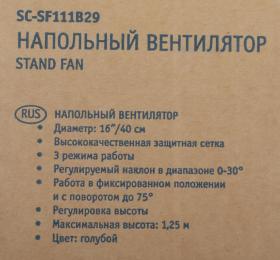 SC-SF111B29
НАПОЛЬНЫЙ ВЕНТИЛЯТОР
STAND FAN
RUS НАПОЛЬНЫЙ ВЕНТИЛЯТОР
• Диаметр: 16”/40 см
• Высококачественная защитная сетка
• 3 режима работы
• Регулируемый наклон в диапазоне 0-30°
• Работа в фиксированном положении
и с поворотом до 75°
• Регулировка высоты
• Максимальная высота: 1,25 м
• Цвет: голубой